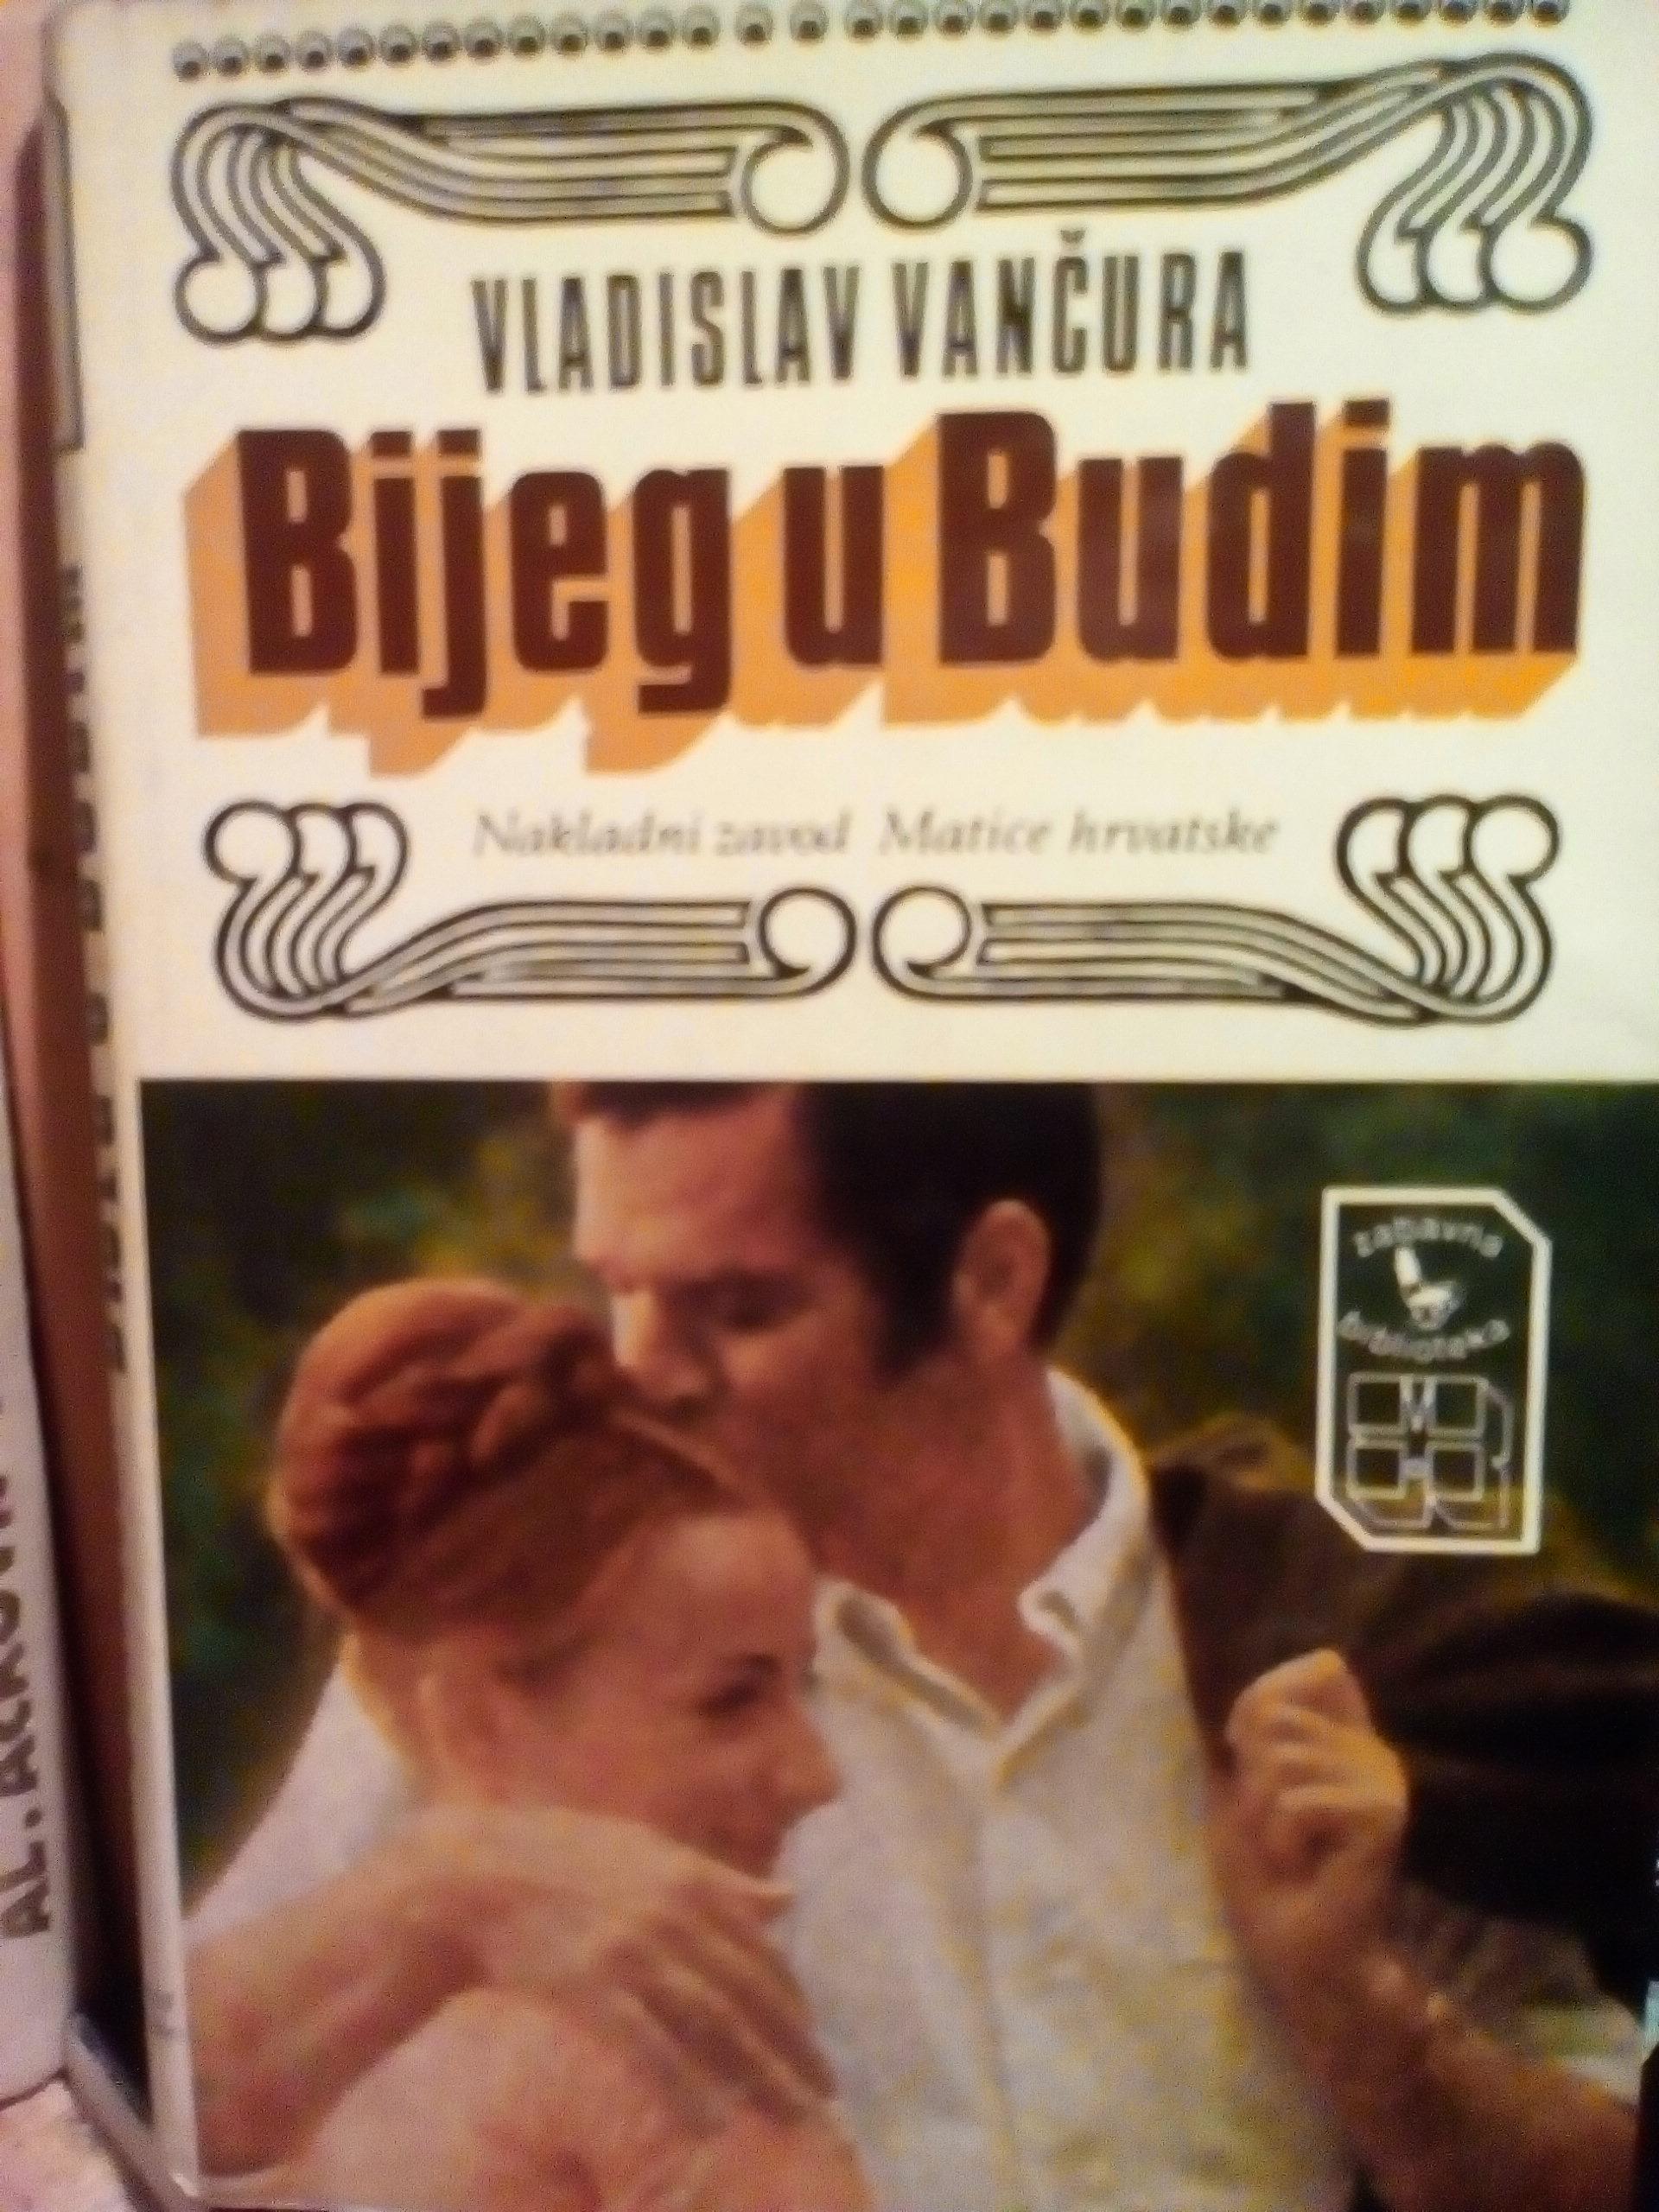 VLADISLAV VANČURA
Bijeg u Budim
Nakladni zavod Matice hrvatske
zabavna
biblioteka